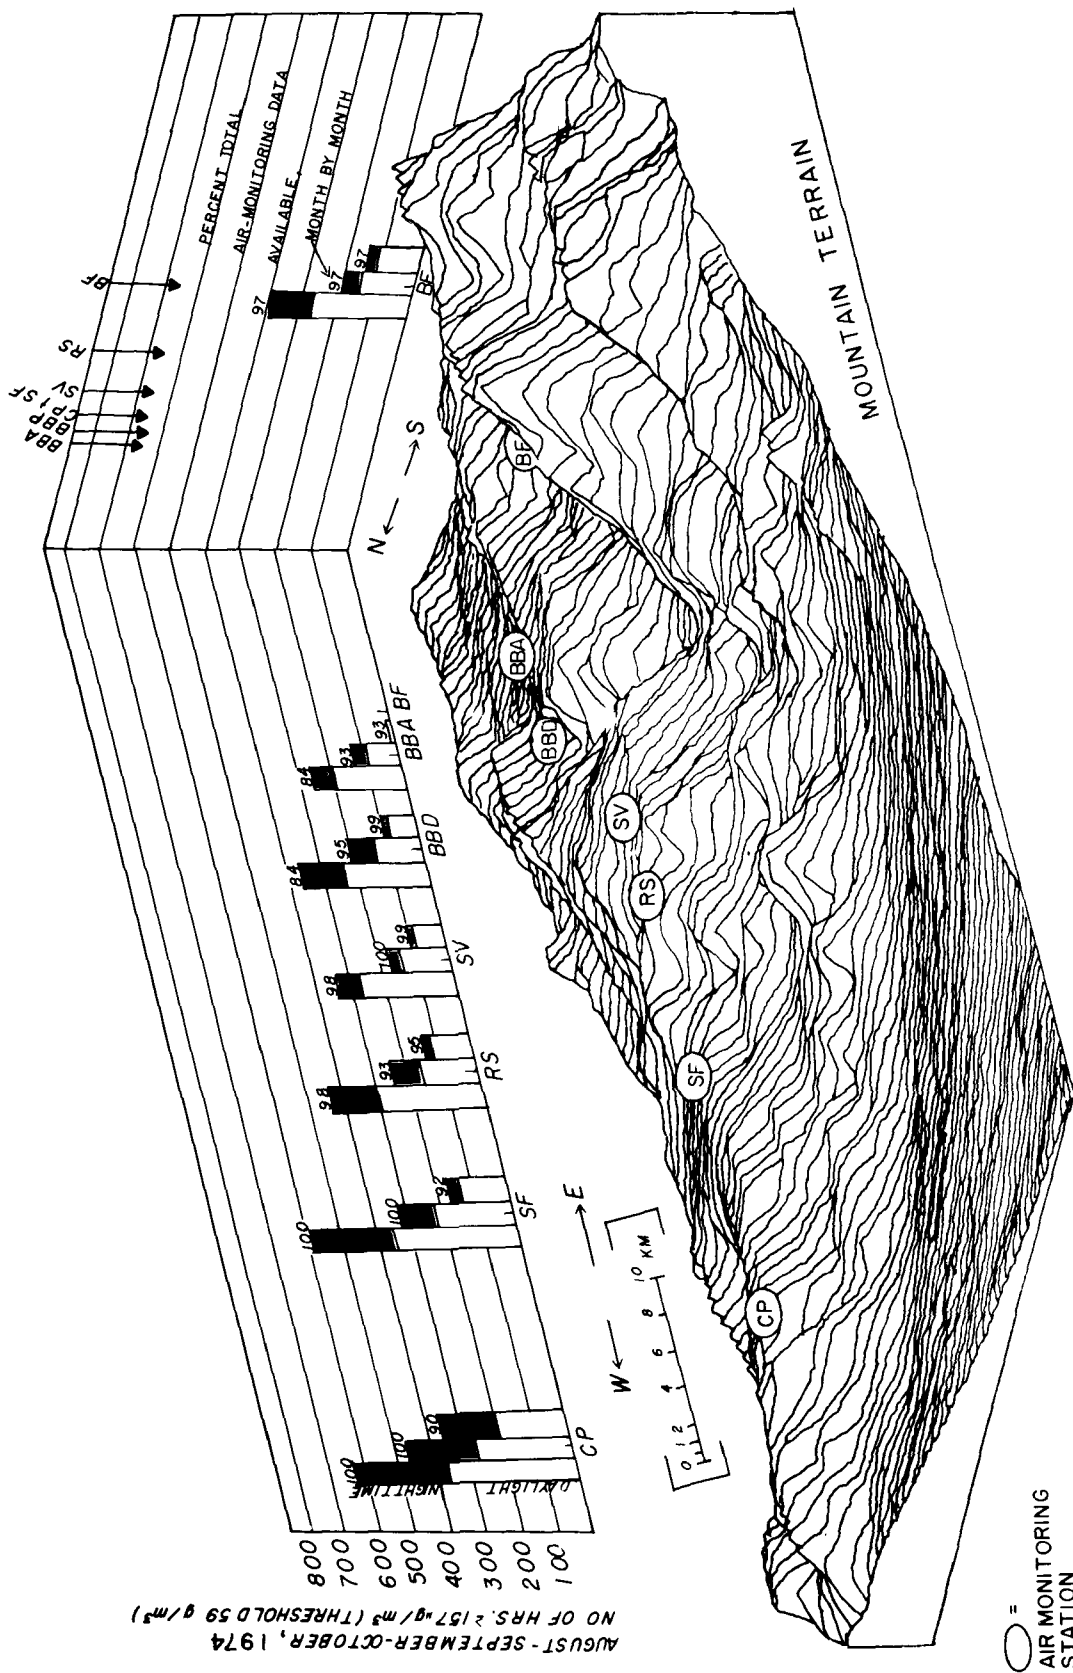 AUGUST-SEPTEMBER-OCTOBER, 1974
NO OF HRS. ≥ 157 µg/m³ (THRESHOLD 59 g/m³)
800
700
600
500
400
300
200
100
NIGHTTIME
DAYLIGHT
100
100
90
CP
100
100
92
SF
98
93
95
RS
98
100
99
SV
84
95
99
BBD
84
93
93
BBA BF
BBA
BBP
CP, SF
SV
RS
BF
PERCENT TOTAL
AIR-MONITORING DATA
AVAILABLE,
MONTH BY MONTH
97
97
97
BF
N ← → S
W ← → E
0 1 2 4 6 8 10 KM
CP
SF
RS
SV
BBD
BBA
BF
MOUNTAIN TERRAIN
=
AIR MONITORING
STATION